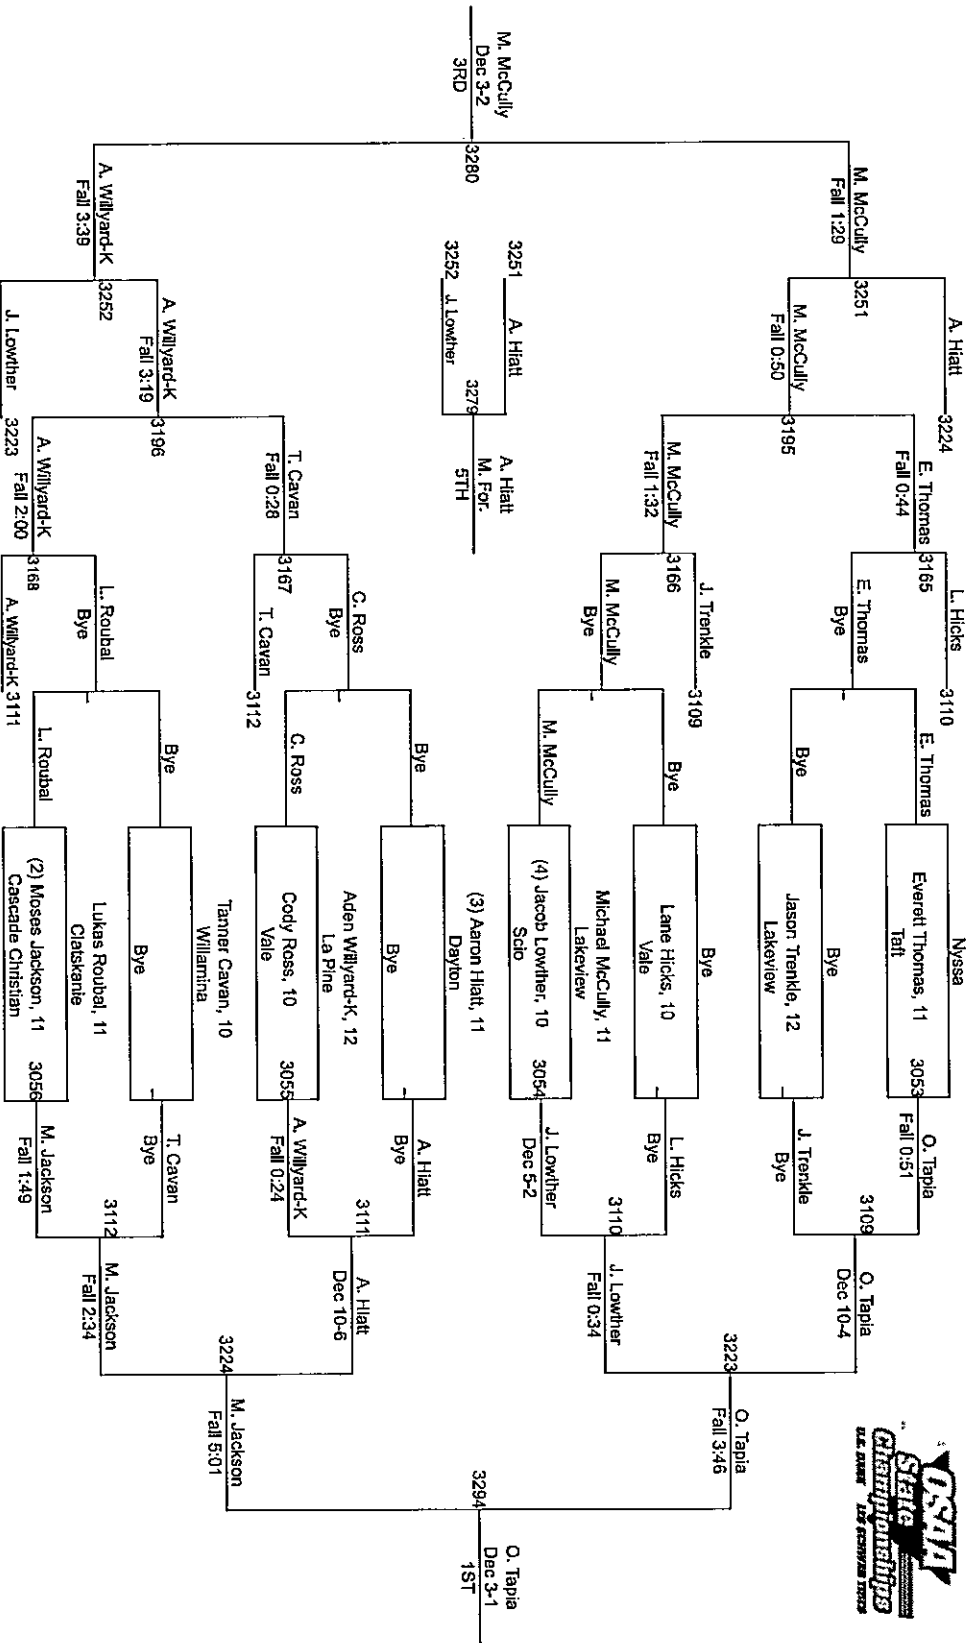 OSAA
State
Championships
U.S. BANK LES SCHWAB TIRES
Nyssa
Everett Thomas, 11
Taft
3053
Bye
Jason Trenkle, 12
Lakeview
Bye
Lane Hicks, 10
Vale
Michael McCully, 11
Lakeview
(4) Jacob Lowther, 10
Scio
3054
(3) Aaron Hiatt, 11
Dayton
Bye
Aden Willyard-K, 12
La Pine
Cody Ross, 10
Vale
3055
Tanner Cavan, 10
Willamina
Bye
Lukas Roubal, 11
Clatskanie
(2) Moses Jackson, 11
Cascade Christian
3056
O. Tapia
Fall 0:51
J. Trenkle
Bye
L. Hicks
Bye
J. Lowther
Dec 5-2
A. Hiatt
Bye
A. Willyard-K
Fall 0:24
T. Cavan
Bye
M. Jackson
Fall 1:49
3109
O. Tapia
Dec 10-4
3110
J. Lowther
Fall 0:34
3111
A. Hiatt
Dec 10-6
3112
M. Jackson
Fall 2:34
3223
O. Tapia
Fall 3:46
3224
M. Jackson
Fall 5:01
3294
O. Tapia
Dec 3-1
1ST
E. Thomas
Bye
Bye
M. McCully
Bye
C. Ross
Bye
L. Roubal
L. Hicks
3110
E. Thomas
Bye
J. Trenkle
3109
M. McCully
Bye
C. Ross
Bye
T. Cavan
3112
L. Roubal
Bye
A. Willyard-K 3111
3165
E. Thomas
Fall 0:44
3166
M. McCully
Fall 1:32
3167
T. Cavan
Fall 0:28
3168
A. Willyard-K
Fall 2:00
A. Hiatt
3224
3195
M. McCully
Fall 0:50
3196
A. Willyard-K
Fall 3:19
J. Lowther
3223
3251
M. McCully
Fall 1:29
3252
A. Willyard-K
Fall 3:39
3280
M. McCully
Dec 3-2
3RD
3251
A. Hiatt
3252
J. Lowther
3279
A. Hiatt
M. For.
5TH